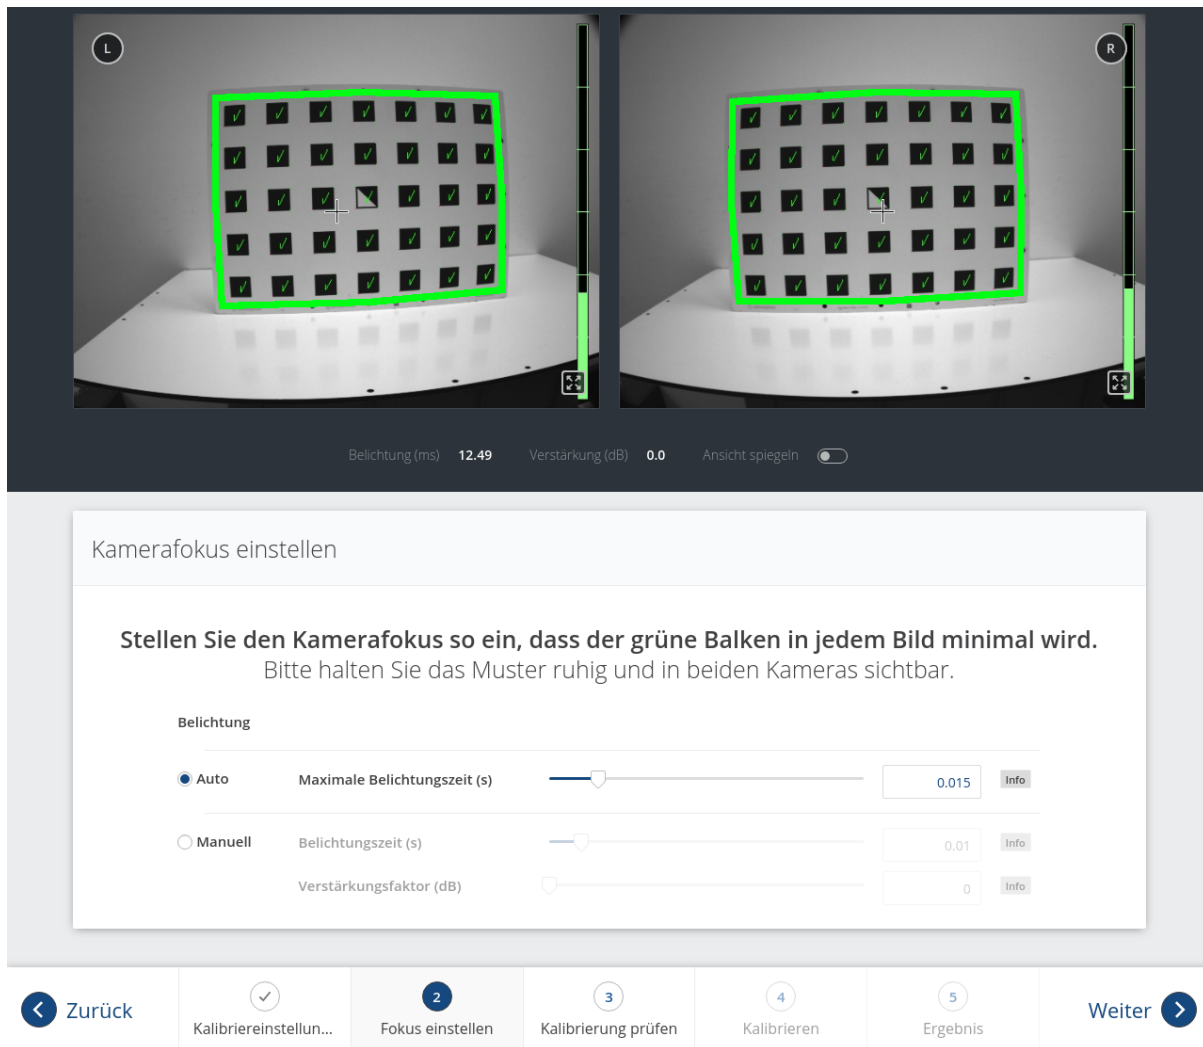 L
R
Belichtung (ms) 12.49 Verstärkung (dB) 0.0 Ansicht spiegeln
Kamerafokus einstellen
Stellen Sie den Kamerafokus so ein, dass der grüne Balken in jedem Bild minimal wird.
Bitte halten Sie das Muster ruhig und in beiden Kameras sichtbar.
Belichtung
Auto Maximale Belichtungszeit (s) 0.015 Info
Manuell Belichtungszeit (s) 0.01 Info
Verstärkungsfaktor (dB) 0 Info
Zurück
Kalibriereinstellun...
2
Fokus einstellen
3
Kalibrierung prüfen
4
Kalibrieren
5
Ergebnis
Weiter